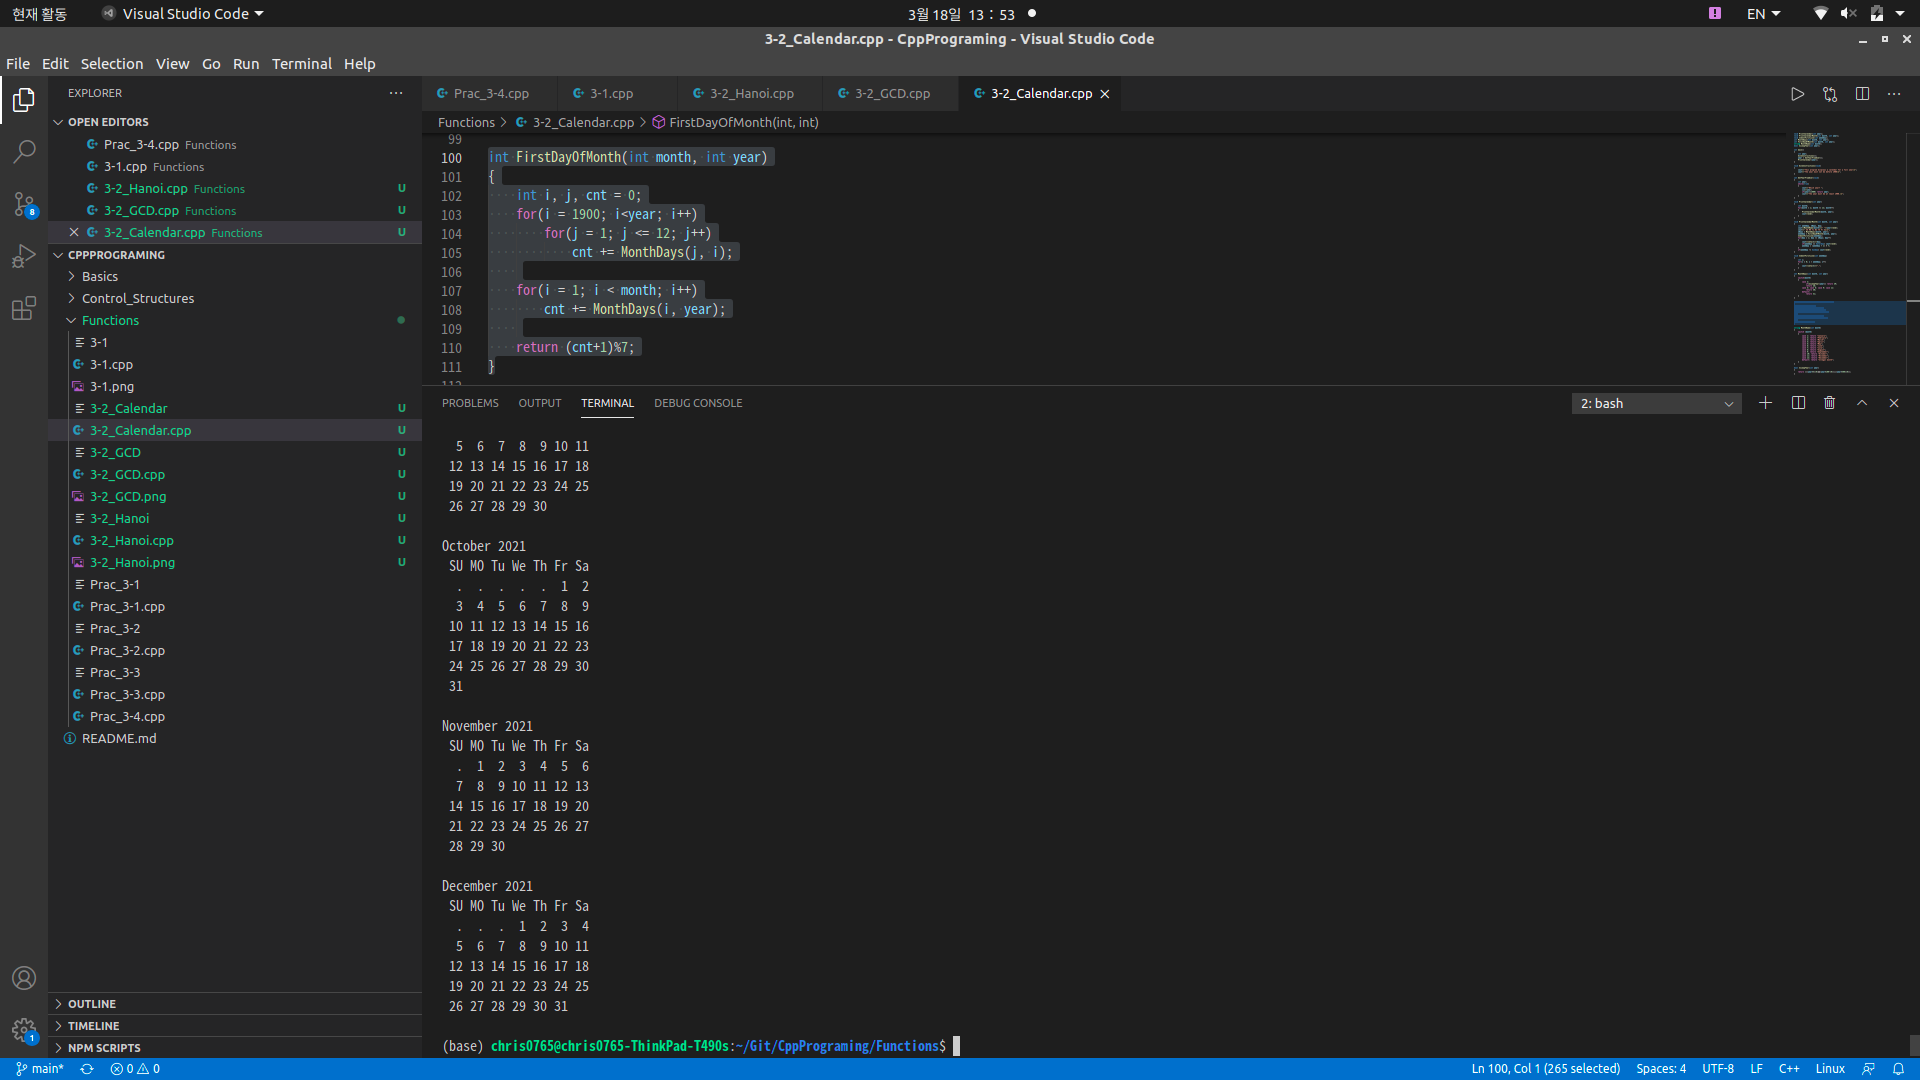 현재 활동
Visual Studio Code
3월 18일 13 : 53
EN
3-2_Calendar.cpp - CppPrograming - Visual Studio Code
File Edit Selection View Go Run Terminal Help
EXPLORER
OPEN EDITORS
Prac_3-4.cpp Functions
3-1.cpp Functions
3-2_Hanoi.cpp Functions U
3-2_GCD.cpp Functions U
3-2_Calendar.cpp Functions U
CPPPROGRAMING
Basics
Control_Structures
Functions
3-1
3-1.cpp
3-1.png
3-2_Calendar U
3-2_Calendar.cpp U
3-2_GCD U
3-2_GCD.cpp U
3-2_GCD.png U
3-2_Hanoi U
3-2_Hanoi.cpp U
3-2_Hanoi.png U
Prac_3-1
Prac_3-1.cpp
Prac_3-2
Prac_3-2.cpp
Prac_3-3
Prac_3-3.cpp
Prac_3-4.cpp
README.md
OUTLINE
TIMELINE
NPM SCRIPTS
8
1
Prac_3-4.cpp 3-1.cpp 3-2_Hanoi.cpp 3-2_GCD.cpp 3-2_Calendar.cpp
Functions > 3-2_Calendar.cpp > FirstDayOfMonth(int, int)
99
100 int FirstDayOfMonth(int month, int year)
101 {
102 int i, j, cnt = 0;
103 for(i = 1900; i<year; i++)
104 for(j = 1; j <= 12; j++)
105 cnt += MonthDays(j, i);
106
107 for(i = 1; i < month; i++)
108 cnt += MonthDays(i, year);
109
110 return (cnt+1)%7;
111 }
112
PROBLEMS OUTPUT TERMINAL DEBUG CONSOLE
2: bash
5 6 7 8 9 10 11
12 13 14 15 16 17 18
19 20 21 22 23 24 25
26 27 28 29 30
October 2021
SU MO Tu We Th Fr Sa
. . . . . 1 2
3 4 5 6 7 8 9
10 11 12 13 14 15 16
17 18 19 20 21 22 23
24 25 26 27 28 29 30
31
November 2021
SU MO Tu We Th Fr Sa
. 1 2 3 4 5 6
7 8 9 10 11 12 13
14 15 16 17 18 19 20
21 22 23 24 25 26 27
28 29 30
December 2021
SU MO Tu We Th Fr Sa
. . . 1 2 3 4
5 6 7 8 9 10 11
12 13 14 15 16 17 18
19 20 21 22 23 24 25
26 27 28 29 30 31
(base) chris0765@chris0765-ThinkPad-T490s:~/Git/CppPrograming/Functions$
main* 0 0
Ln 100, Col 1 (265 selected) Spaces: 4 UTF-8 LF C++ Linux